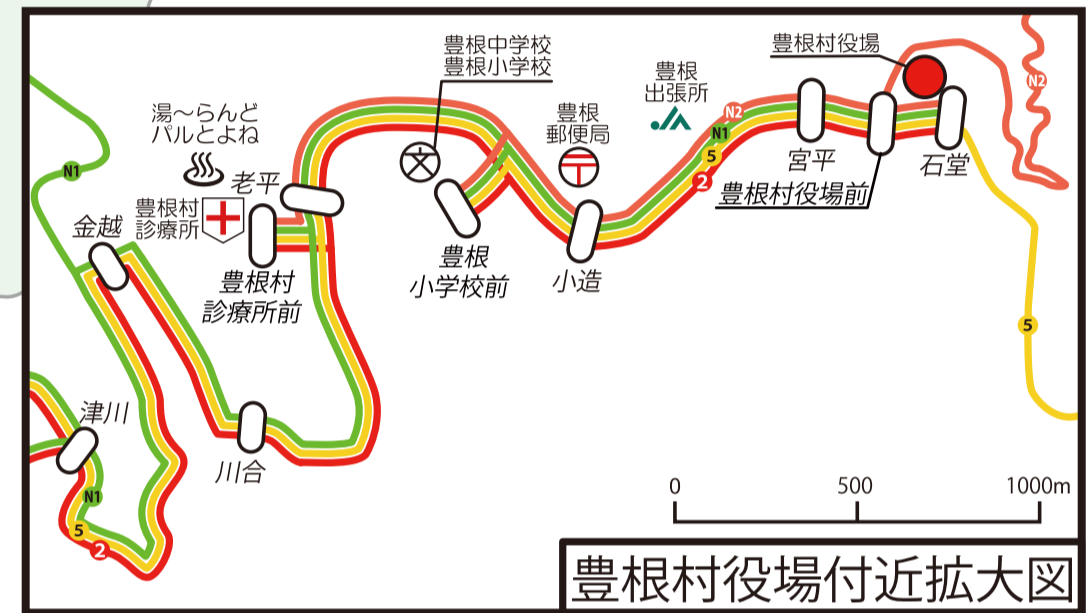 豊根中学校
豊根小学校
豊根村役場
N2
豊根
出張所
湯～らんど
パルとよね
豊根
郵便局
N2
N1
5
2
N1
老平
宮平
石堂
豊根村役場前
豊根村
診療所
金越
豊根
小学校前
小造
豊根村
診療所前
5
津川
川合
N1
5
2
0
500
1000m
豊根村役場付近拡大図